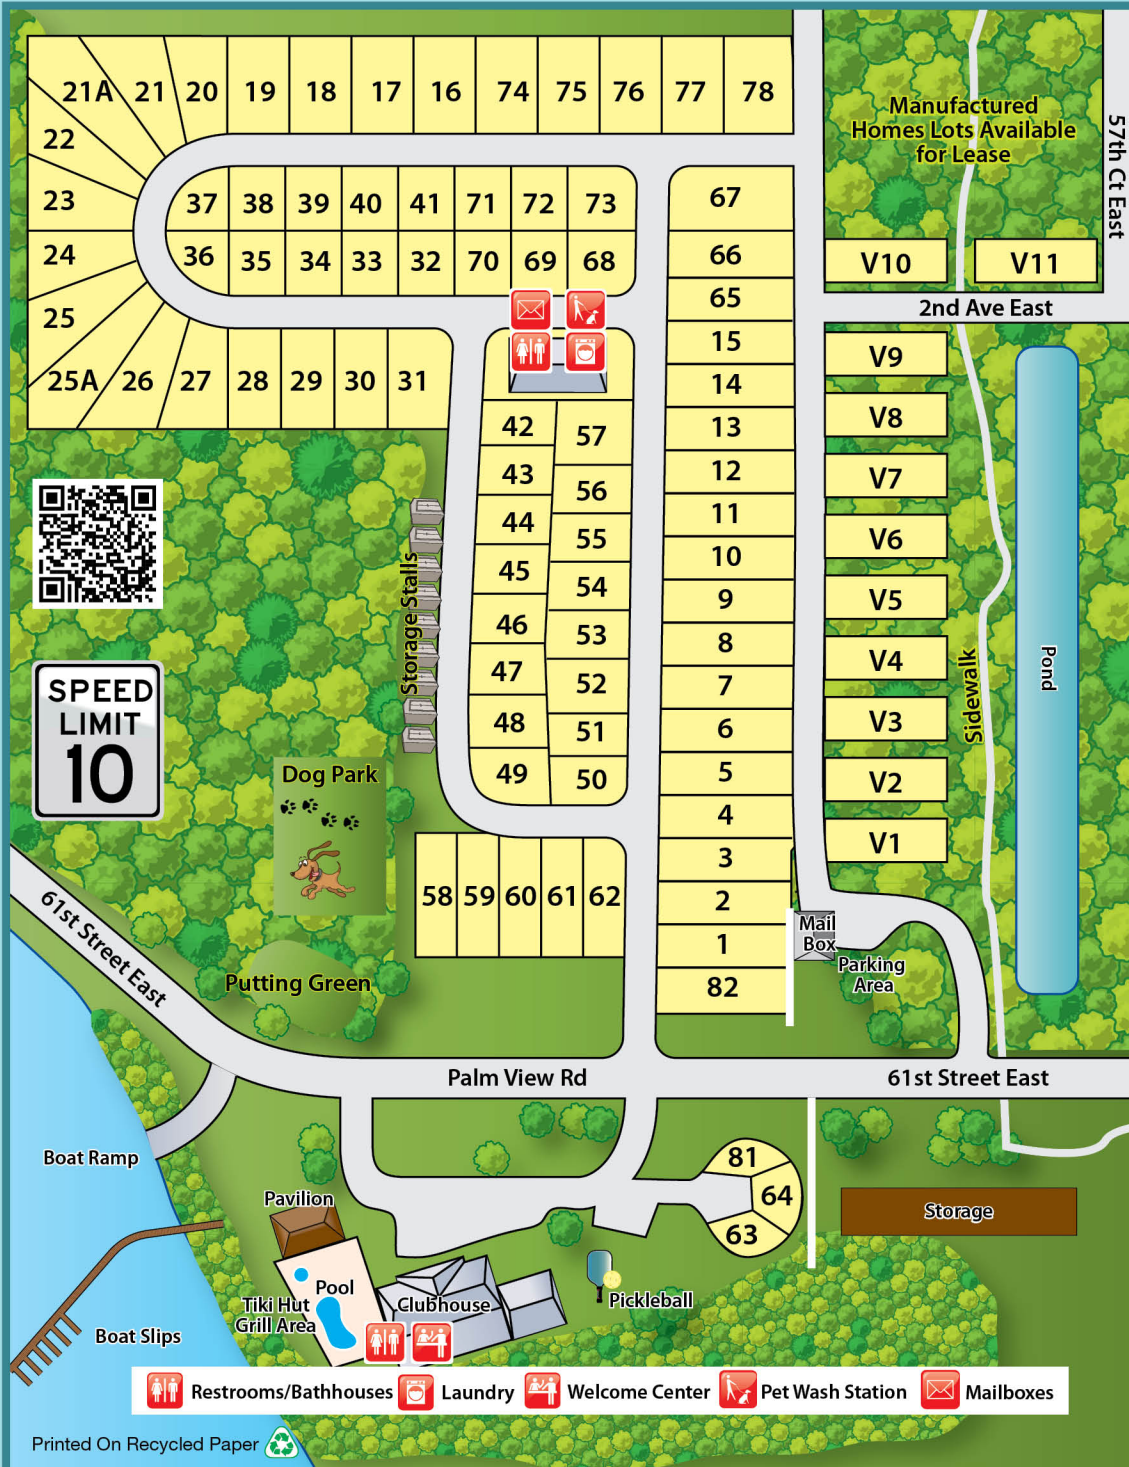 21A 21 20 19 18 17 16 74 75 76 77 78
22
23
24
25
25A 26 27 28 29 30 31
37 38 39 40 41 71 72 73
36 35 34 33 32 70 69 68
67
66
65
15
14
13
12
11
10
9
8
7
6
5
4
3
2
1
82
Manufactured
Homes Lots Available
for Lease
57th Ct East
V10 V11
2nd Ave East
V9
V8
V7
V6
V5
V4
V3
V2
V1
Sidewalk
Pond
42
43
44
45
46
47
48
49
57
56
55
54
53
52
51
50
Storage Stalls
SPEED
LIMIT
10
Dog Park
58 59 60 61 62
Mail
Box
Parking
Area
61st Street East
Putting Green
Palm View Rd
61st Street East
Boat Ramp
81
64
63
Pavilion
Storage
Pool
Tiki Hut
Grill Area
Clubhouse
Pickleball
Boat Slips
Restrooms/Bathhouses Laundry Welcome Center Pet Wash Station Mailboxes
Printed On Recycled Paper